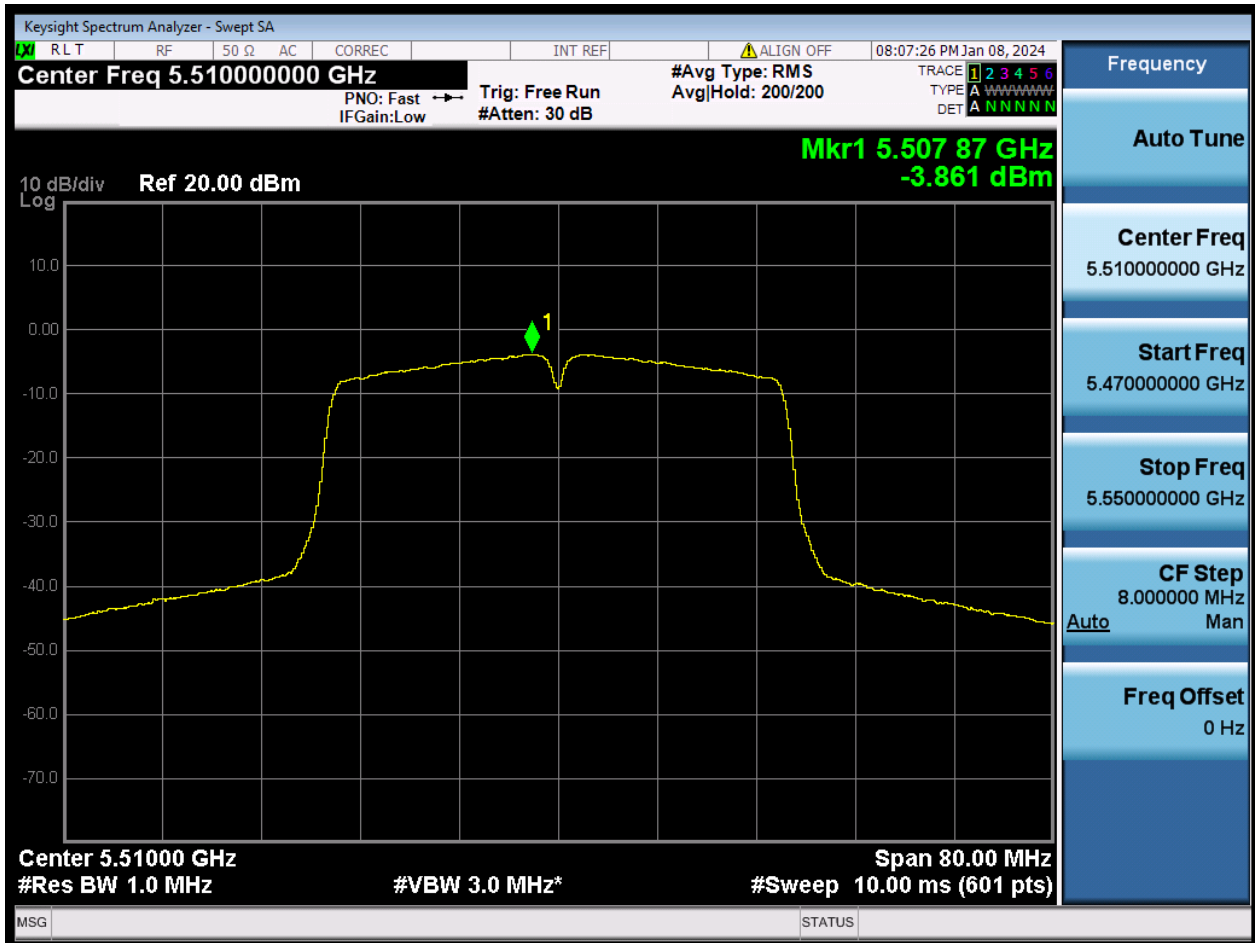 Keysight Spectrum Analyzer - Swept SA
LXI RLT RF 50 Ω AC CORREC INT REF ALIGN OFF 08:07:26 PM Jan 08, 2024
Center Freq 5.510000000 GHz
PNO: Fast
IFGain:Low
Trig: Free Run
#Atten: 30 dB
#Avg Type: RMS
Avg|Hold: 200/200
TRACE 1 2 3 4 5 6
TYPE A WWWWW
DET A N N N N N
Mkr1 5.507 87 GHz
-3.861 dBm
10 dB/div Ref 20.00 dBm
Log
10.0
0.00
-10.0
-20.0
-30.0
-40.0
-50.0
-60.0
-70.0
1
Center 5.51000 GHz Span 80.00 MHz
#Res BW 1.0 MHz #VBW 3.0 MHz* #Sweep 10.00 ms (601 pts)
MSG STATUS
Frequency
Auto Tune
Center Freq
5.510000000 GHz
Start Freq
5.470000000 GHz
Stop Freq
5.550000000 GHz
CF Step
8.000000 MHz
Auto Man
Freq Offset
0 Hz